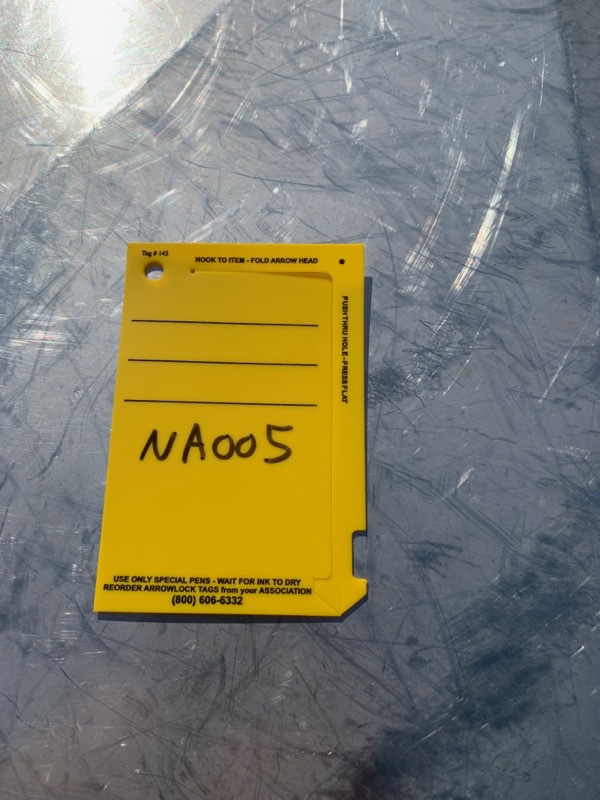 Tag # 143
HOOK TO ITEM - FOLD ARROW HEAD
PUSH THRU HOLE - PRESS FLAT
NA005
USE ONLY SPECIAL PENS - WAIT FOR INK TO DRY
REORDER ARROWLOCK TAGS from your ASSOCIATION
(800) 606-6332